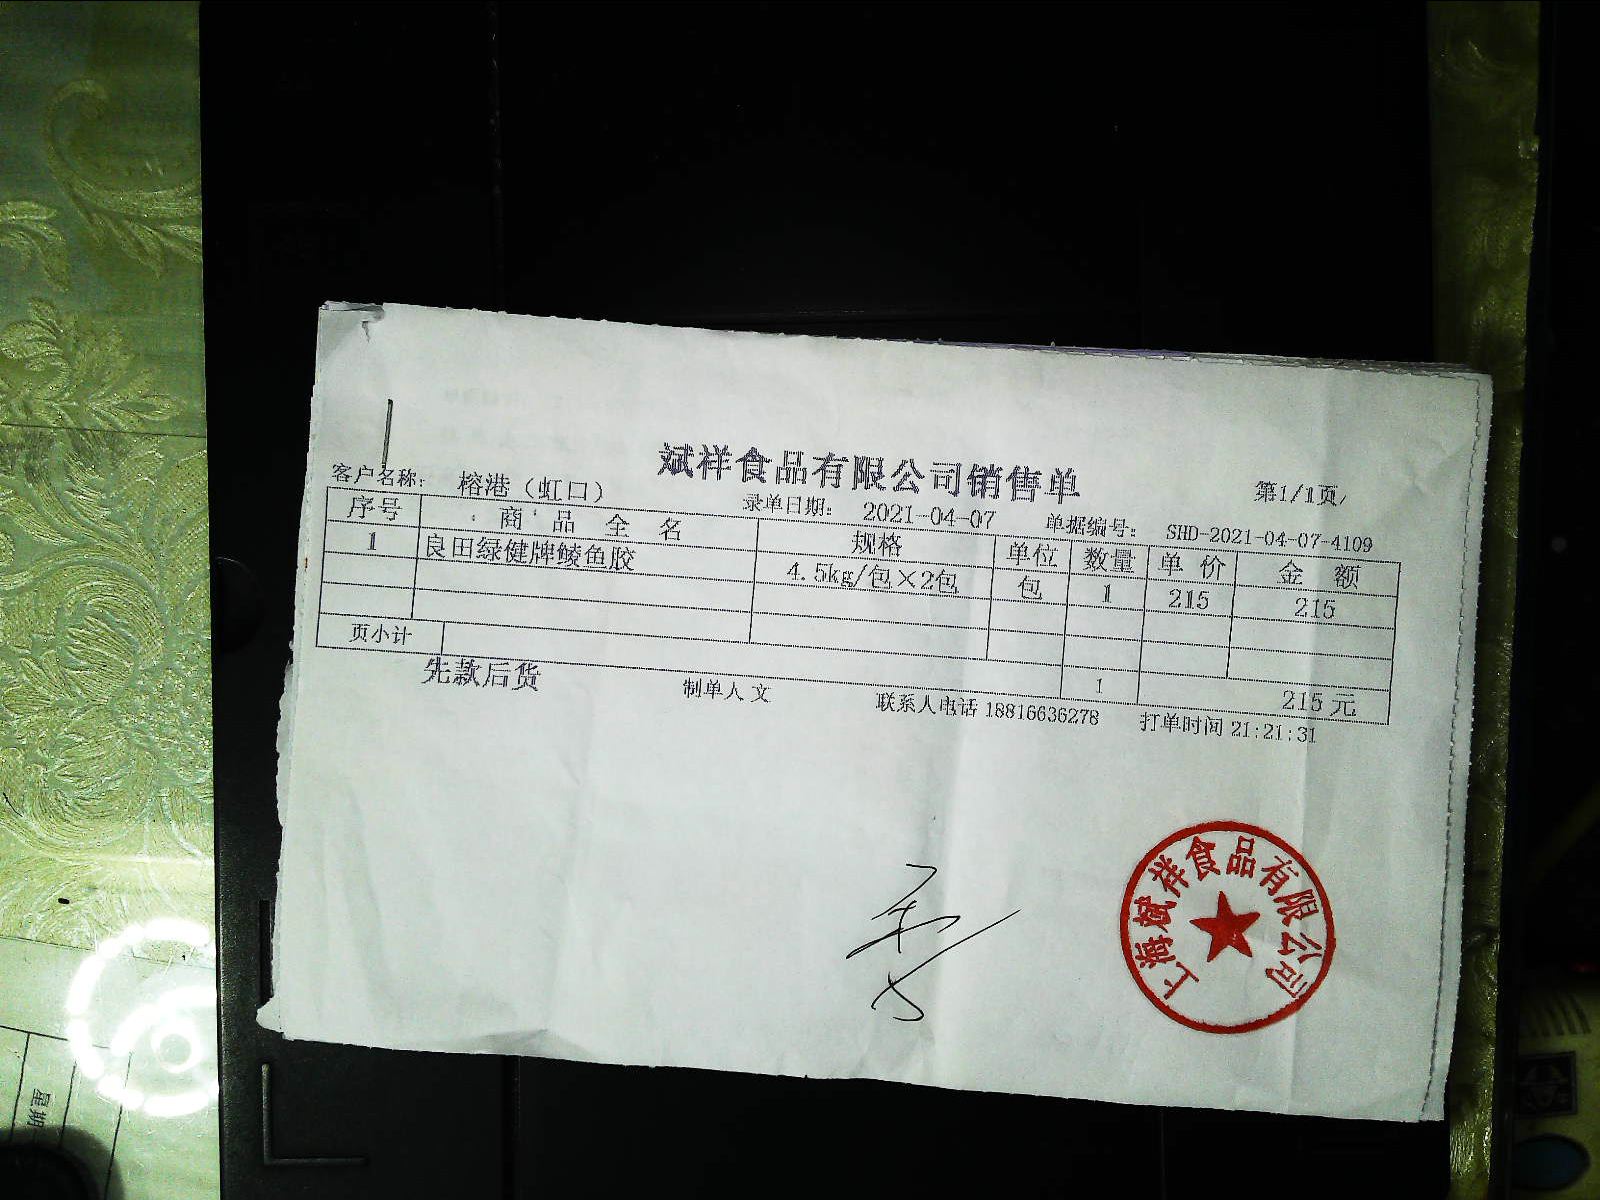 斌祥食品有限公司销售单
第1/1页
客户名称： 榕港（虹口） 录单日期： 2021-04-07 单据编号： SHD-2021-04-07-4109
序号 商品全名 规格 单位 数量 单价 金额
1 良田绿健牌鲮鱼胶 4.5kg/包×2包 包 1 215 215
页小计 1 215元
先款后货 制单人 文 联系人电话 18816636278 打单时间 21:21:31
上海斌祥食品有限公司
星期